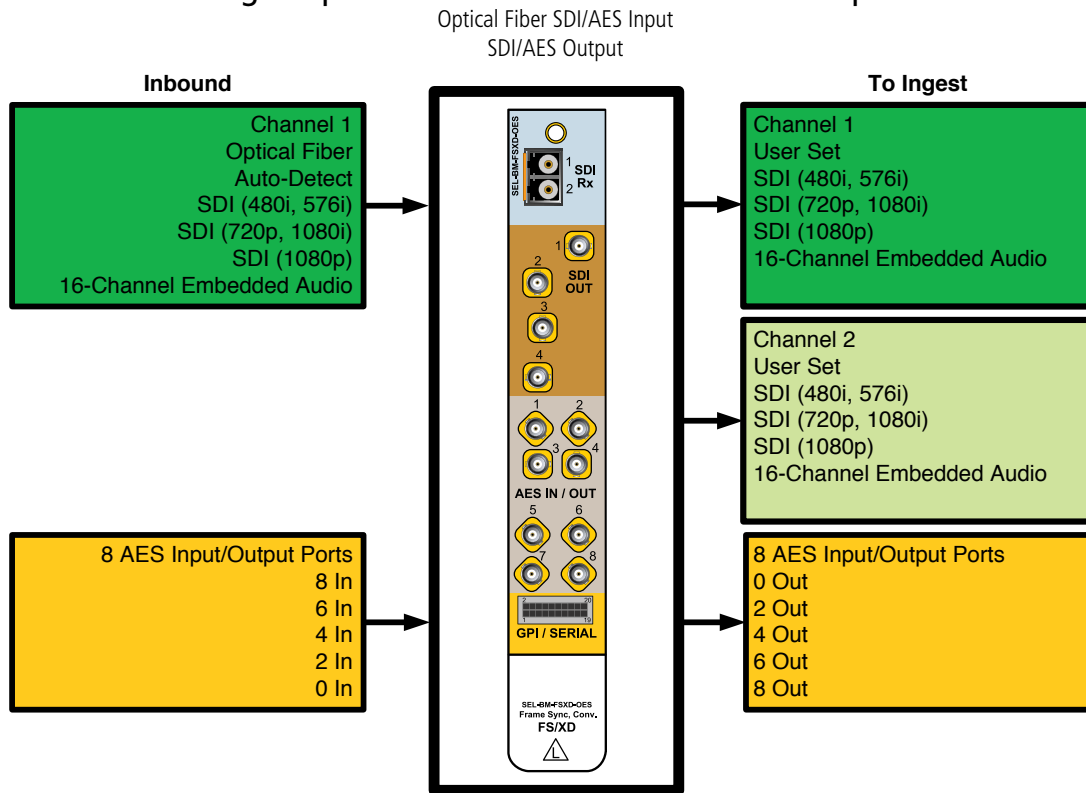 Optical Fiber SDI/AES Input
SDI/AES Output
Inbound
To Ingest
Channel 1
Optical Fiber
Auto-Detect
SDI (480i, 576i)
SDI (720p, 1080i)
SDI (1080p)
16-Channel Embedded Audio
8 AES Input/Output Ports
8 In
6 In
4 In
2 In
0 In
SEL-BM-FSXD-OES
1
SDI
Rx
2
1
2
SDI
OUT
3
4
1
2
3
4
AES IN / OUT
5
6
7
8
2
20
1
19
GPI / SERIAL
SEL-BM-FSXD-OES
Frame Sync, Conv.
FS/XD
L
Channel 1
User Set
SDI (480i, 576i)
SDI (720p, 1080i)
SDI (1080p)
16-Channel Embedded Audio
Channel 2
User Set
SDI (480i, 576i)
SDI (720p, 1080i)
SDI (1080p)
16-Channel Embedded Audio
8 AES Input/Output Ports
0 Out
2 Out
4 Out
6 Out
8 Out